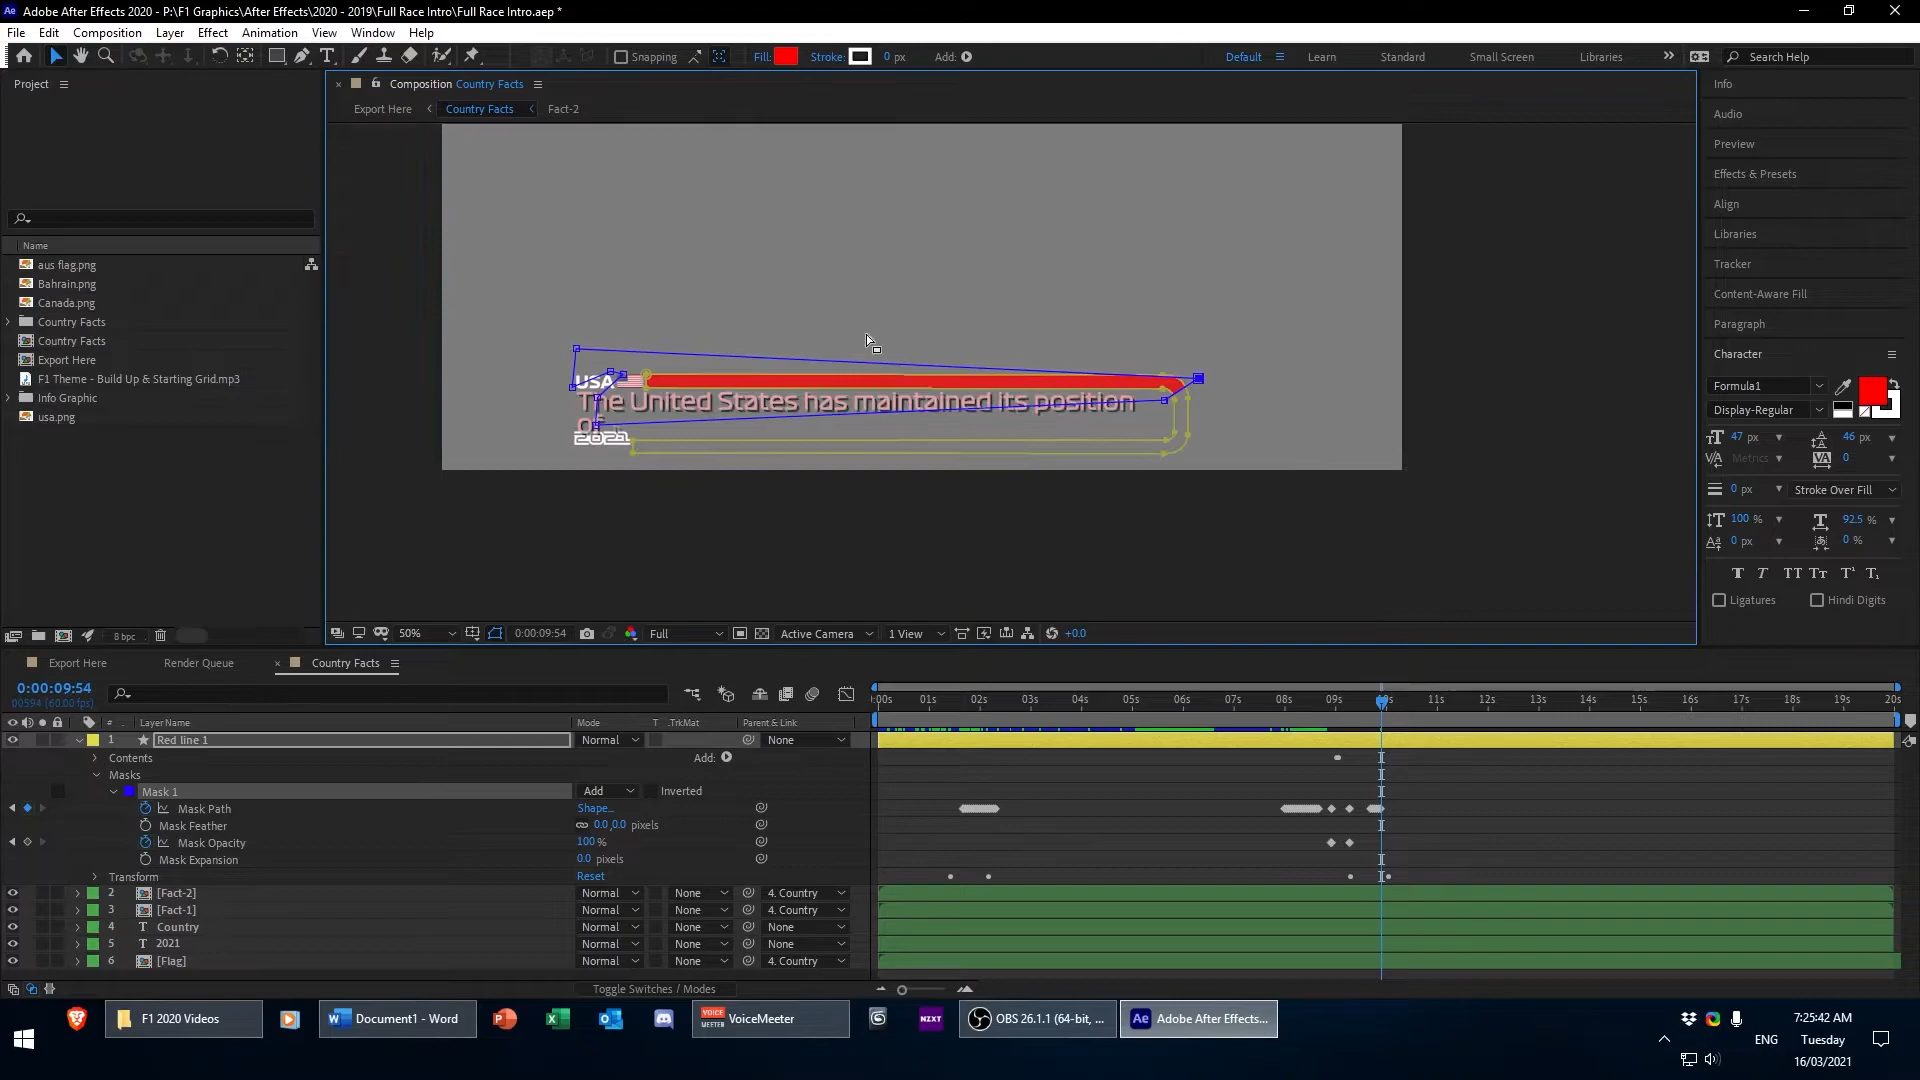 Adobe After Effects 2020 - P:\F1 Graphics\After Effects\2020 - 2019\Full Race Intro\Full Race Intro.aep *
File Edit Composition Layer Effect Animation View Window Help
Snapping Fill: Stroke: 0 px Add: Default Learn Standard Small Screen Libraries Search Help
Project
Composition Country Facts
Export Here Country Facts Fact-2
Name
aus flag.png
Bahrain.png
Canada.png
Country Facts
Country Facts
Export Here
F1 Theme - Build Up & Starting Grid.mp3
Info Graphic
usa.png
8 bpc
USA
The United States has maintained its position
of
2021
50% 0:00:09:54 Full Active Camera 1 View +0.0
Info
Audio
Preview
Effects & Presets
Align
Libraries
Tracker
Content-Aware Fill
Paragraph
Character
Formula1
Display-Regular
47 px 46 px
Metrics 0
0 px Stroke Over Fill
100 % 92.5 %
0 px 0 %
Ligatures Hindi Digits
Export Here Render Queue Country Facts
0:00:09:54
00594 (60.00 fps)
# Layer Name Mode T .TrkMat Parent & Link
:00s 01s 02s 03s 04s 05s 06s 07s 08s 09s 11s 12s 13s 14s 15s 16s 17s 18s 19s 20s
1 Red line 1 Normal None
Contents Add:
Masks
Mask 1 Add Inverted
Mask Path Shape...
Mask Feather 0.0,0.0 pixels
Mask Opacity 100 %
Mask Expansion 0.0 pixels
Transform Reset
2 [Fact-2] Normal None 4. Country
3 [Fact-1] Normal None 4. Country
4 T Country Normal None None
5 T 2021 Normal None None
6 [Flag] Normal None 4. Country
Toggle Switches / Modes
F1 2020 Videos Document1 - Word VoiceMeeter NZXT OBS 26.1.1 (64-bit, ... Adobe After Effects...
ENG
7:25:42 AM
Tuesday
16/03/2021